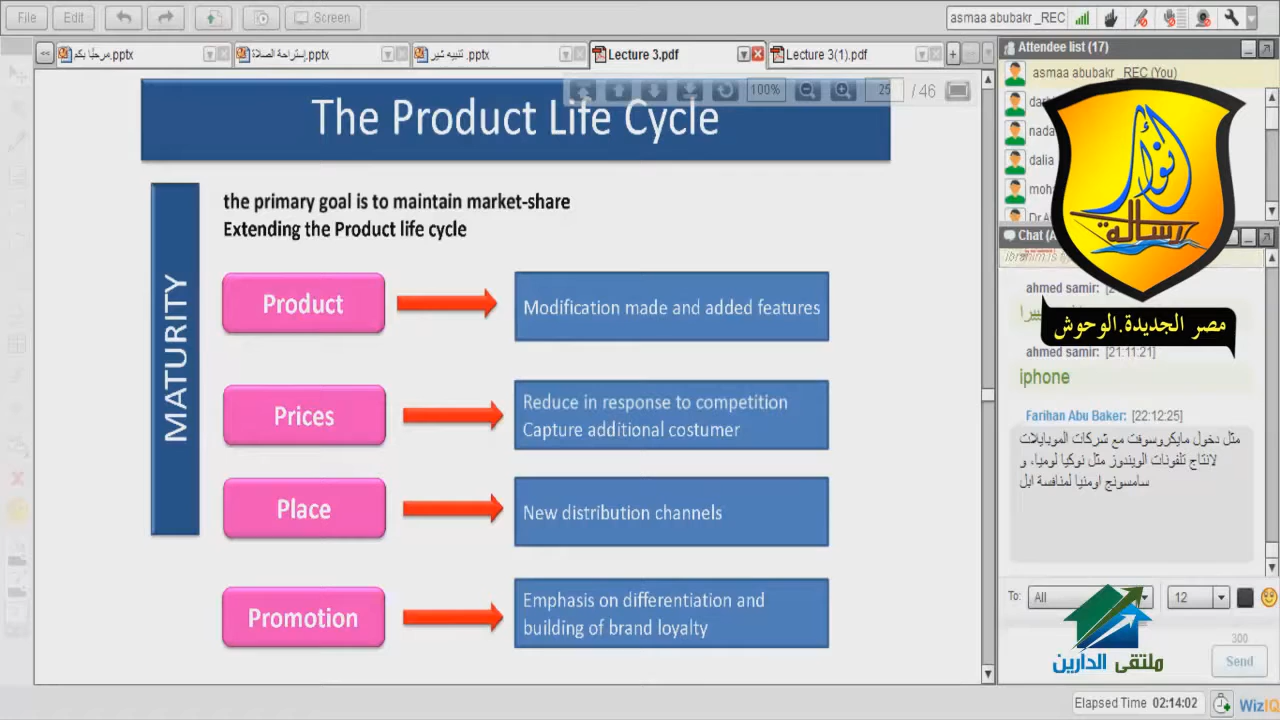 File Edit Screen asmaa abubakr _REC
<< مرحبًا بكم.pptx إستراحة الصلاة.pptx Lecture 3.pdf Lecture 3(1).pdf
100% 25 / 46
The Product Life Cycle
MATURITY
the primary goal is to maintain market-share
Extending the Product life cycle
Product
Modification made and added features
Prices
Reduce in response to competition
Capture additional costumer
Place
New distribution channels
Promotion
Emphasis on differentiation and
building of brand loyalty
Attendee list (17)
asmaa abubakr _REC (You)
nada
dalia
أنوار
رسالة
مصر الجديدة.الوحوش
Chat
ahmed samir:
ahmed samir: [21:11:21]
iphone
Farihan Abu Baker: [22:12:25]
مثل دخول مايكروسوفت مع شركات الموبايلات
لانتاج تلفونات الويندوز مثل نوكيا لوميا، و
سامسونج اومنيا لمنافسة ابل
To: All 12
ملتقى الدارين
300
Send
Elapsed Time 02:14:02 WizIQ